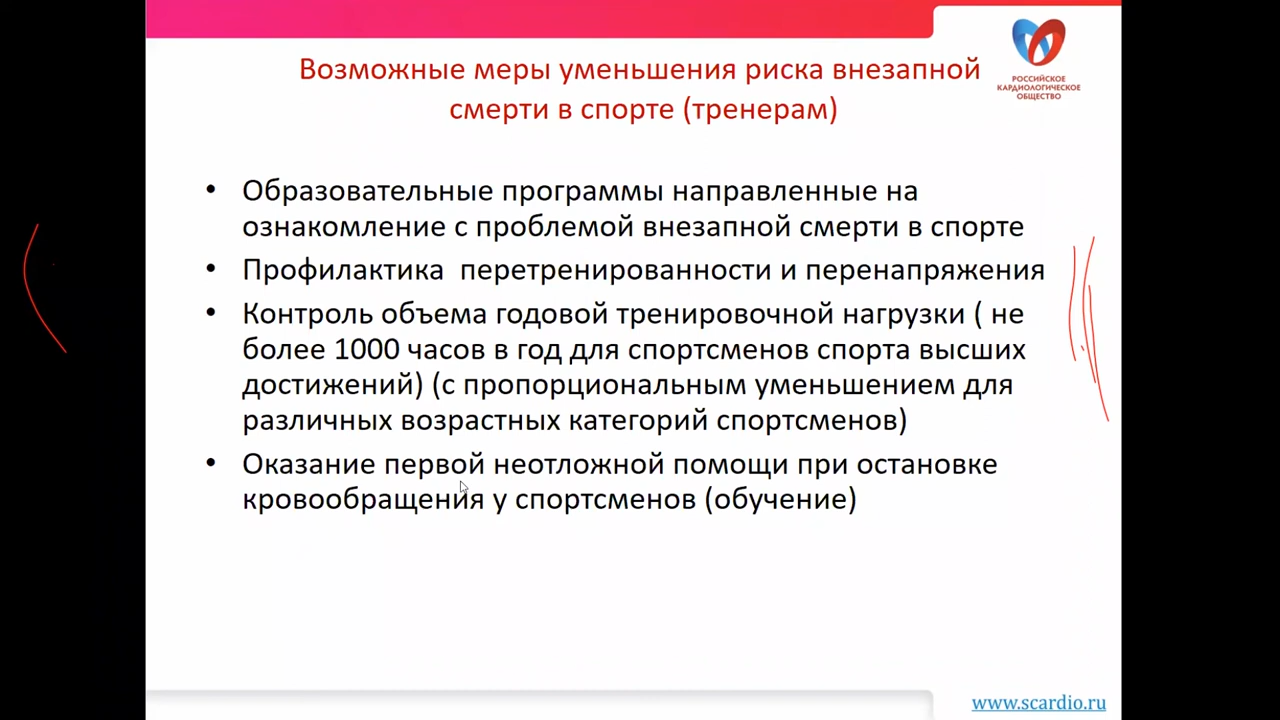 Возможные меры уменьшения риска внезапной
смерти в спорте (тренерам)
РОССИЙСКОЕ
КАРДИОЛОГИЧЕСКОЕ
ОБЩЕСТВО
• Образовательные программы направленные на
ознакомление с проблемой внезапной смерти в спорте
• Профилактика перетренированности и перенапряжения
• Контроль объема годовой тренировочной нагрузки ( не
более 1000 часов в год для спортсменов спорта высших
достижений) (с пропорциональным уменьшением для
различных возрастных категорий спортсменов)
• Оказание первой неотложной помощи при остановке
кровообращения у спортсменов (обучение)
www.scardio.ru